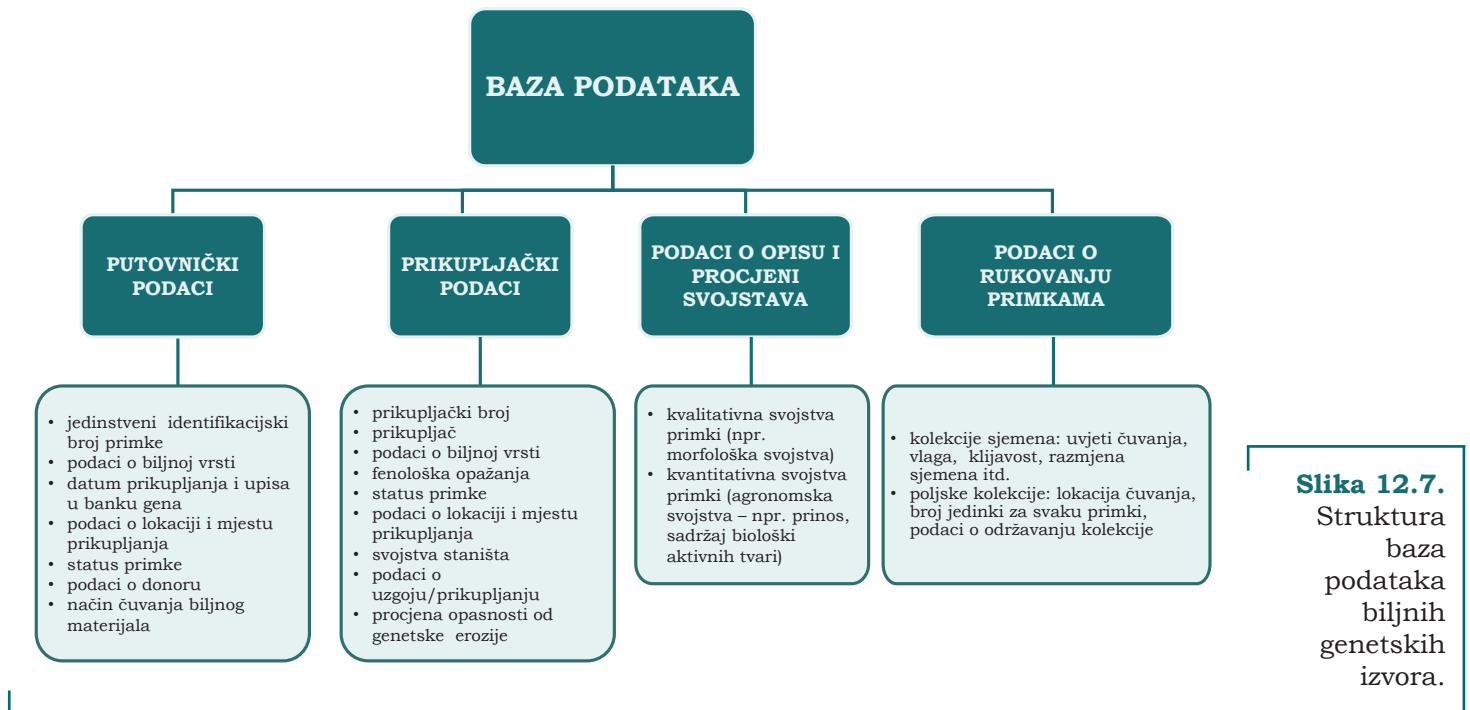 BAZA PODATAKA
PUTOVNIČKI
PODACI
• jedinstveni identifikacijski
broj primke
• podaci o biljnoj vrsti
• datum prikupljanja i upisa
u banku gena
• podaci o lokaciji i mjestu
prikupljanja
• status primke
• podaci o donoru
• način čuvanja biljnog
materijala
PRIKUPLJAČKI
PODACI
• prikupljački broj
• prikupljač
• podaci o biljnoj vrsti
• fenološka opažanja
• status primke
• podaci o lokaciji i mjestu
prikupljanja
• svojstva staništa
• podaci o
uzgoju/prikupljanju
• procjena opasnosti od
genetske erozije
PODACI O OPISU I
PROCJENI
SVOJSTAVA
• kvalitativna svojstva
primki (npr.
morfološka svojstva)
• kvantitativna svojstva
primki (agronomska
svojstva – npr. prinos,
sadržaj biološki
aktivnih tvari)
PODACI O
RUKOVANJU
PRIMKAMA
• kolekcije sjemena: uvjeti čuvanja,
vlaga, klijavost, razmjena
sjemena itd.
• poljske kolekcije: lokacija čuvanja,
broj jedinki za svaku primki,
podaci o održavanju kolekcije
Slika 12.7.
Struktura
baza
podataka
biljnih
genetskih
izvora.